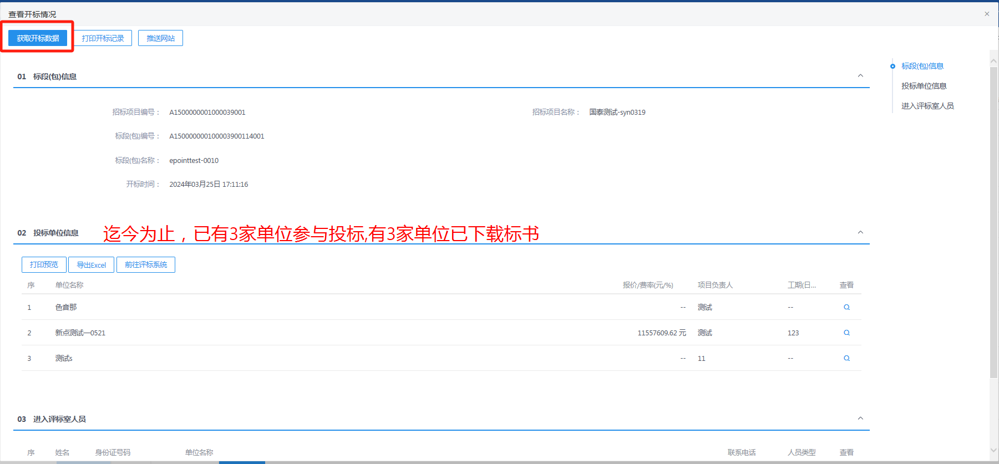 查看开标情况
获取开标数据 打印开标记录 推送网站
01 标段(包)信息
招标项目编号： A1500000001000039001 招标项目名称： 国泰测试-syn0319
标段(包)编号： A150000000100003900114001
标段(包)名称： epointtest-0010
开标时间： 2024年03月25日 17:11:16
标段(包)信息
投标单位信息
进入评标室人员
02 投标单位信息 迄今为止，已有3家单位参与投标,有3家单位已下载标书
打印预览 导出Excel 前往评标系统
序 单位名称 报价/费率(元/%) 项目负责人 工期(日... 查看
1 色音那 -- 测试 --
2 新点测试—0521 11557609.62 元 测试 123
3 测试s -- 11 --
03 进入评标室人员
序 姓名 身份证号码 单位名称 联系电话 人员类型 查看